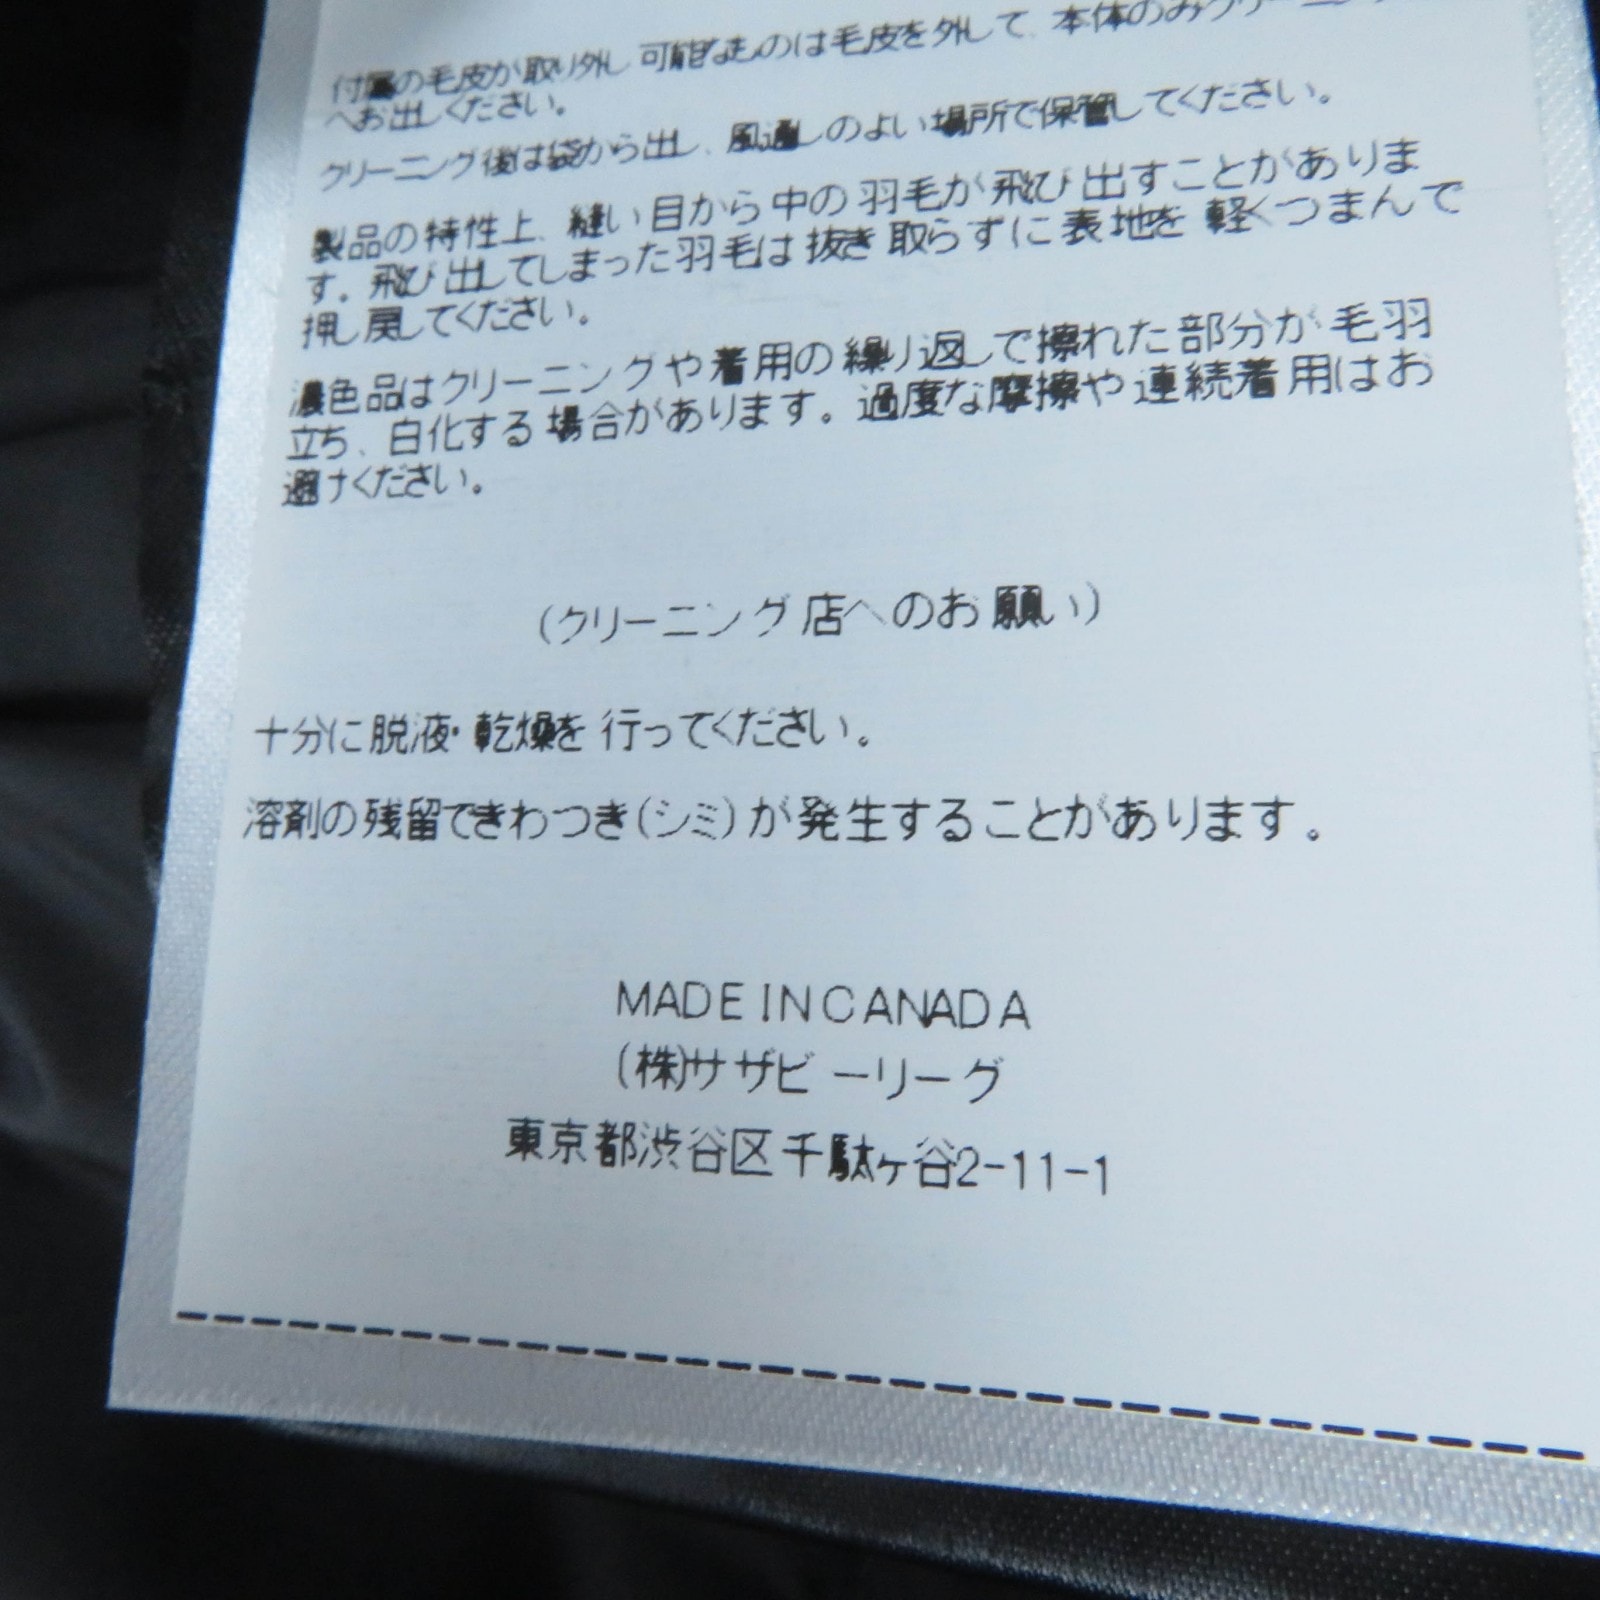 付属の毛皮が取り外し可能なものは毛皮を外して、本体のみクリーニング
へお出しください。
クリーニング後は袋から出し、風通しのよい場所で保管してください。
製品の特性上、縫い目から中の羽毛が飛び出すことがありま
す。飛び出してしまった羽毛は抜き取らずに表地を軽くつまんで
押し戻してください。
濃色品はクリーニングや着用の繰り返しで擦れた部分が毛羽
立ち、白化する場合があります。過度な摩擦や連続着用はお
避けください。
(クリーニング店へのお願い)
十分に脱液・乾燥を行ってください。
溶剤の残留できわつき(シミ)が発生することがあります。
MADE IN CANADA
(株)サザビーリーグ
東京都渋谷区千駄ヶ谷2-11-1